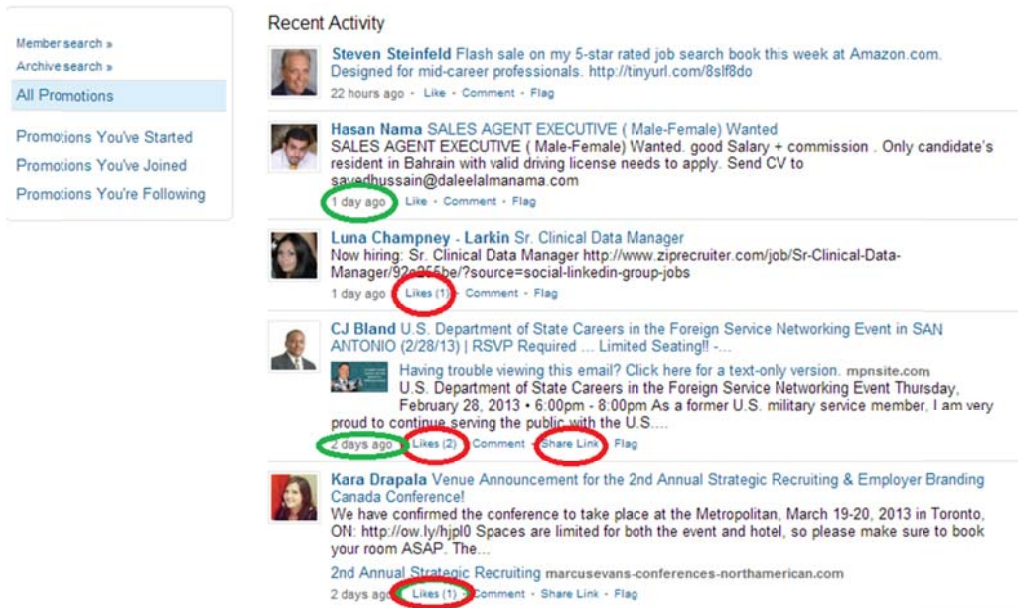 Member search »
Archive search »
All Promotions
Promotions You've Started
Promotions You've Joined
Promotions You're Following
Recent Activity
Steven Steinfeld Flash sale on my 5-star rated job search book this week at Amazon.com.
Designed for mid-career professionals. http://tinyurl.com/8slf8do
22 hours ago - Like - Comment - Flag
Hasan Nama SALES AGENT EXECUTIVE ( Male-Female) Wanted
SALES AGENT EXECUTIVE ( Male-Female) Wanted. good Salary + commission . Only candidate's
resident in Bahrain with valid driving license needs to apply. Send CV to
sayedhussain@daleelalmanama.com
1 day ago Like - Comment - Flag
Luna Champney - Larkin Sr. Clinical Data Manager
Now hiring: Sr. Clinical Data Manager http://www.ziprecruiter.com/job/Sr-Clinical-Data-
Manager/92e255be/?source=social-linkedin-group-jobs
1 day ago Likes (1) - Comment - Flag
CJ Bland U.S. Department of State Careers in the Foreign Service Networking Event in SAN
ANTONIO (2/28/13) | RSVP Required ... Limited Seating!! -...
Having trouble viewing this email? Click here for a text-only version. mpnsite.com
U.S. Department of State Careers in the Foreign Service Networking Event Thursday,
February 28, 2013 • 6:00pm - 8:00pm As a former U.S. military service member, I am very
proud to continue serving the public with the U.S....
2 days ago Likes (2) Comment - Share Link Flag
Kara Drapala Venue Announcement for the 2nd Annual Strategic Recruiting & Employer Branding
Canada Conference!
We have confirmed the conference to take place at the Metropolitan, March 19-20, 2013 in Toronto,
ON: http://ow.ly/hjpl0 Spaces are limited for both the event and hotel, so please make sure to book
your room ASAP. The...
2nd Annual Strategic Recruiting marcusevans-conferences-northamerican.com
2 days ago Likes (1) - Comment - Share Link - Flag